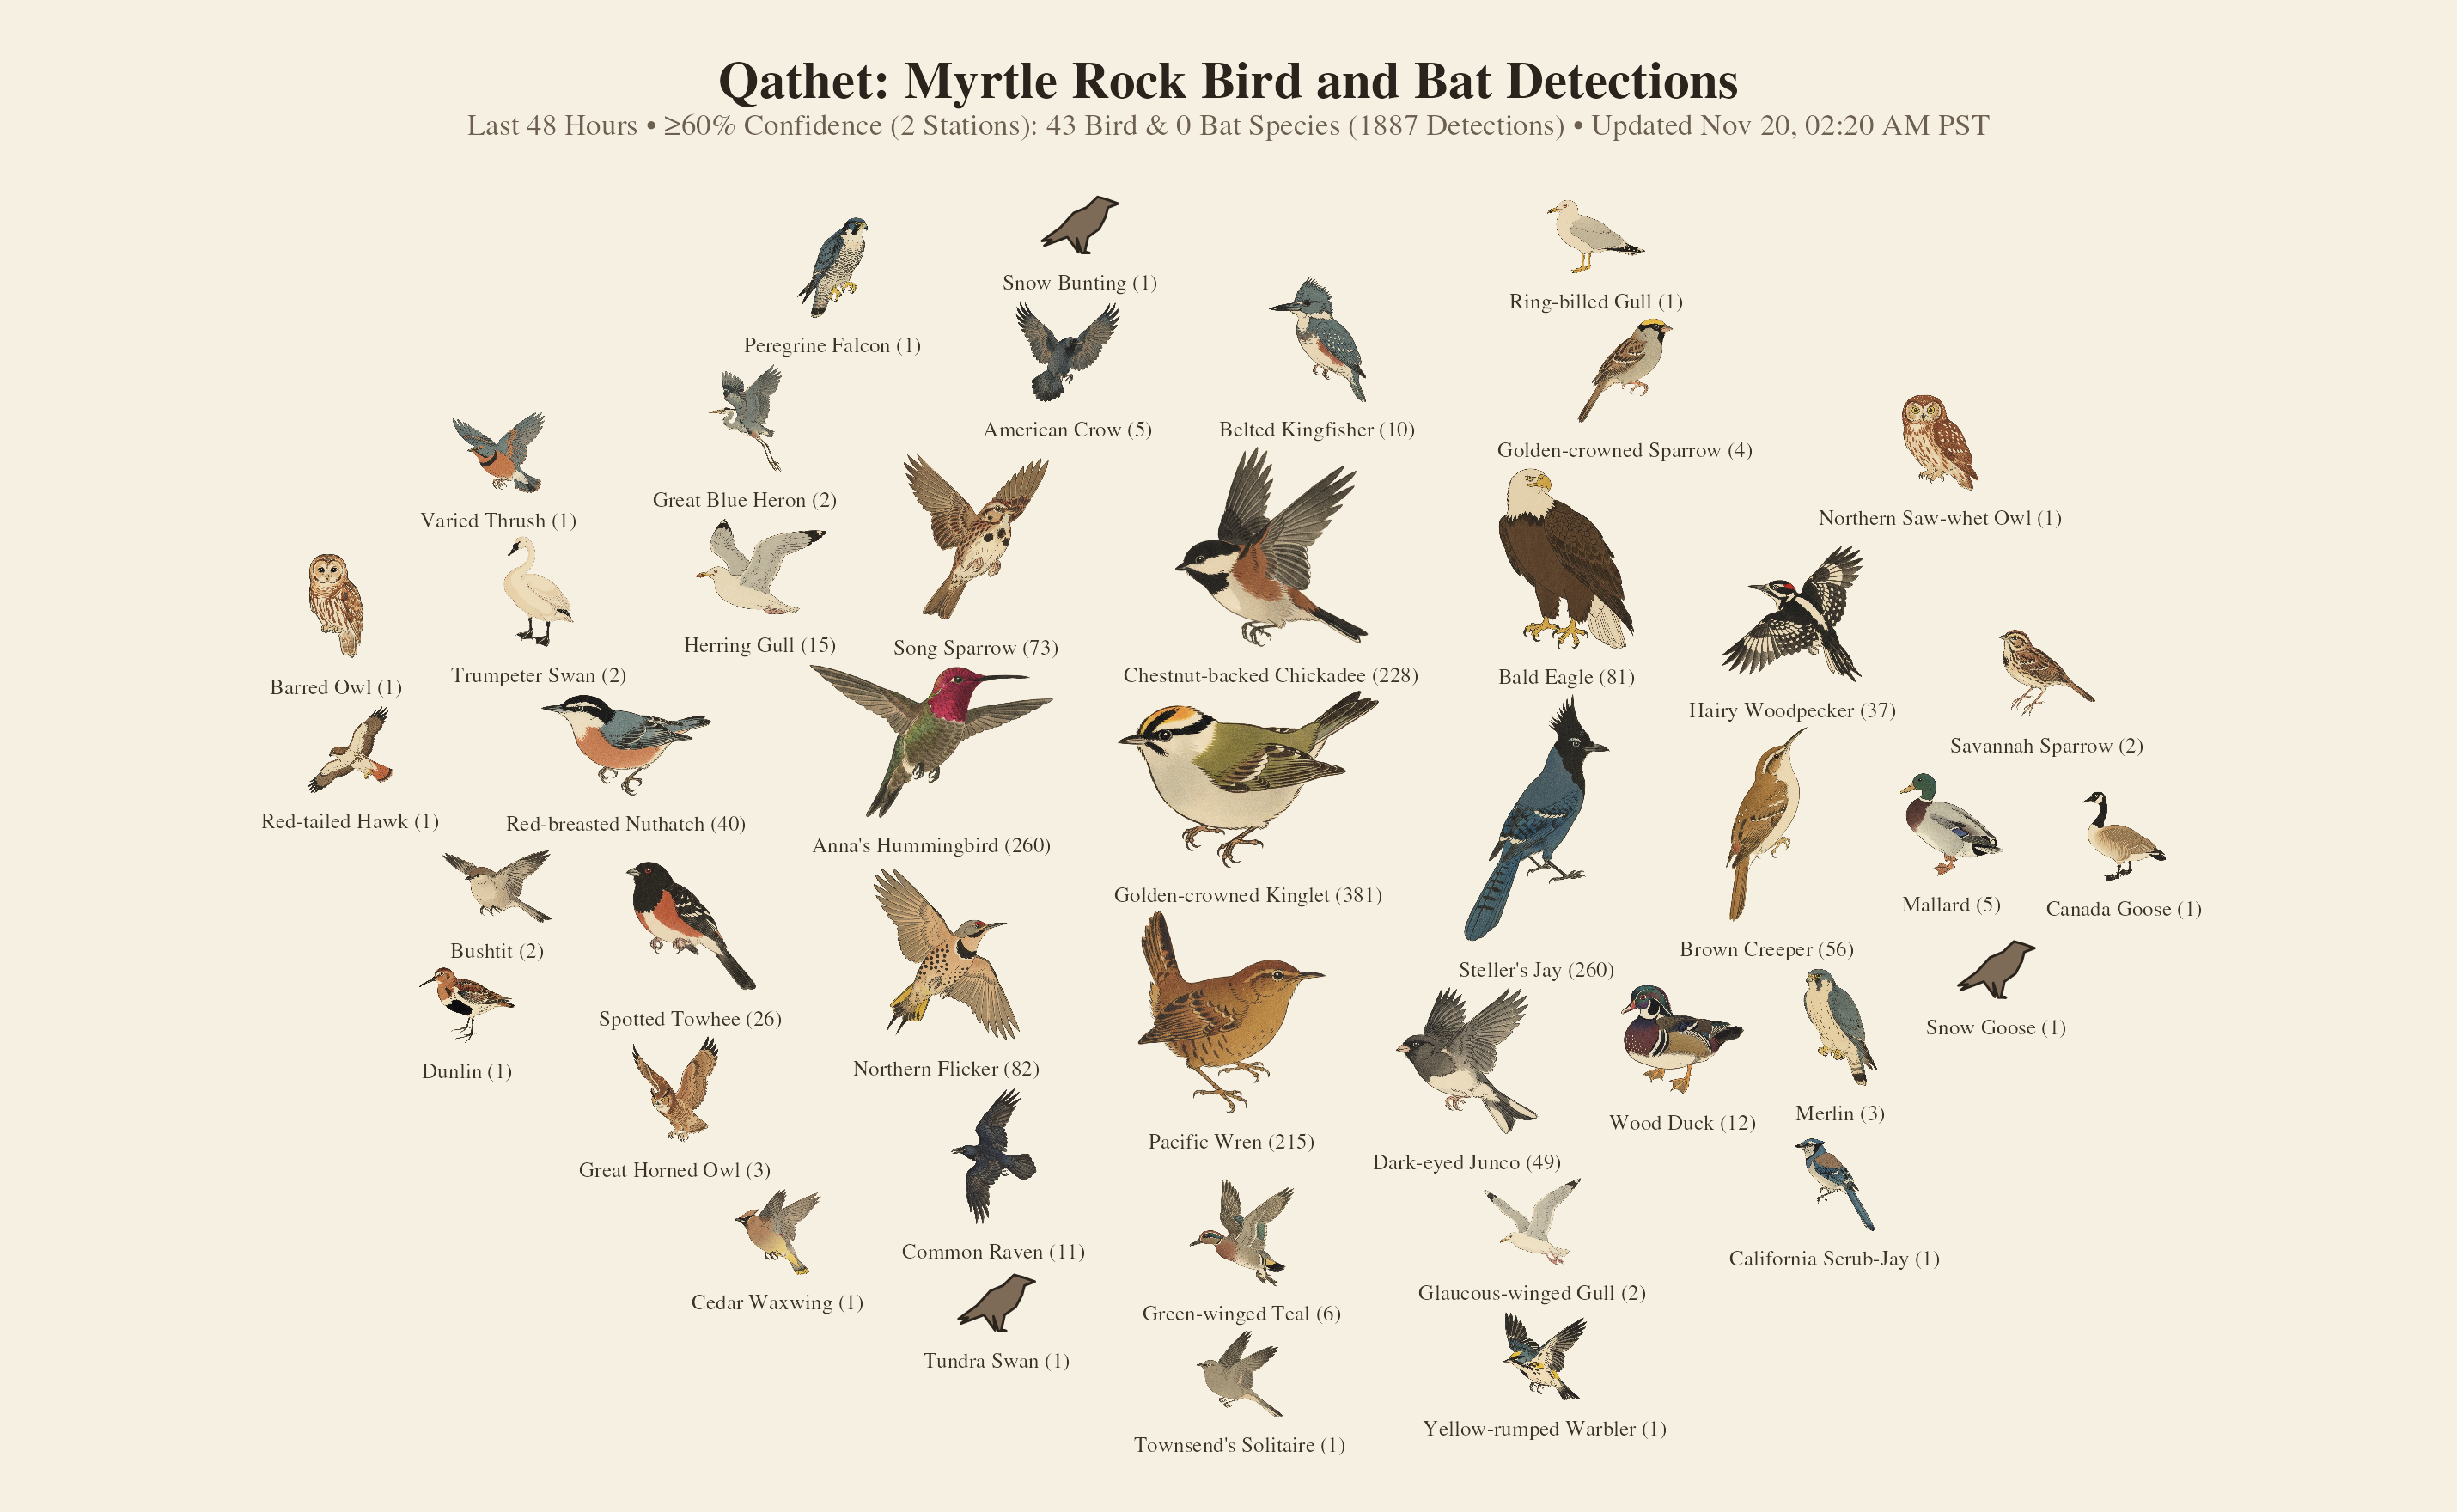 Qathet: Myrtle Rock Bird and Bat Detections
Last 48 Hours • ≥60% Confidence (2 Stations): 43 Bird & 0 Bat Species (1887 Detections) • Updated Nov 20, 02:20 AM PST
Snow Bunting (1)
Ring-billed Gull (1)
Peregrine Falcon (1)
American Crow (5)
Belted Kingfisher (10)
Golden-crowned Sparrow (4)
Great Blue Heron (2)
Northern Saw-whet Owl (1)
Varied Thrush (1)
Herring Gull (15)
Song Sparrow (73)
Trumpeter Swan (2)
Chestnut-backed Chickadee (228)
Bald Eagle (81)
Barred Owl (1)
Hairy Woodpecker (37)
Savannah Sparrow (2)
Red-tailed Hawk (1)
Red-breasted Nuthatch (40)
Anna's Hummingbird (260)
Golden-crowned Kinglet (381)
Mallard (5)
Canada Goose (1)
Brown Creeper (56)
Bushtit (2)
Steller's Jay (260)
Spotted Towhee (26)
Snow Goose (1)
Northern Flicker (82)
Dunlin (1)
Merlin (3)
Wood Duck (12)
Pacific Wren (215)
Dark-eyed Junco (49)
Great Horned Owl (3)
Common Raven (11)
California Scrub-Jay (1)
Glaucous-winged Gull (2)
Cedar Waxwing (1)
Green-winged Teal (6)
Tundra Swan (1)
Yellow-rumped Warbler (1)
Townsend's Solitaire (1)